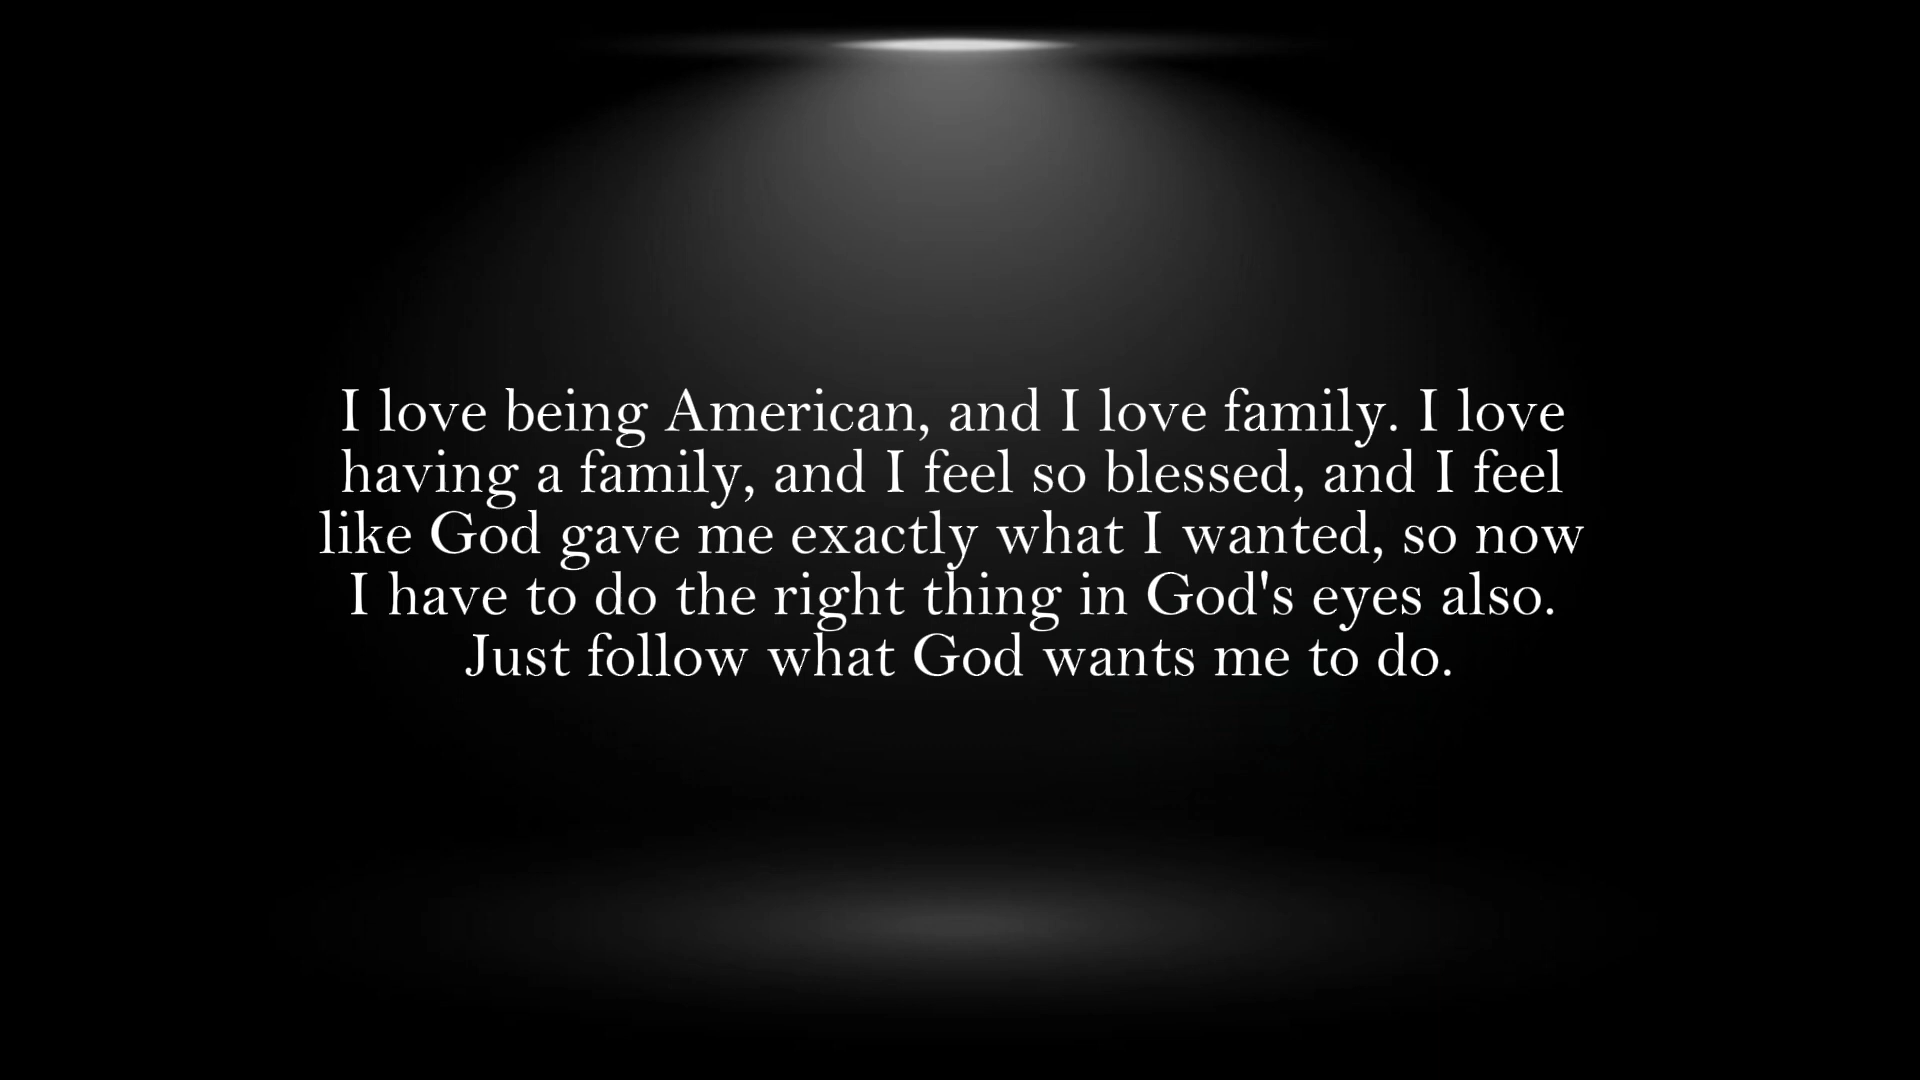 I love being American, and I love family. I love
having a family, and I feel so blessed, and I feel
like God gave me exactly what I wanted, so now
I have to do the right thing in God's eyes also.
Just follow what God wants me to do.